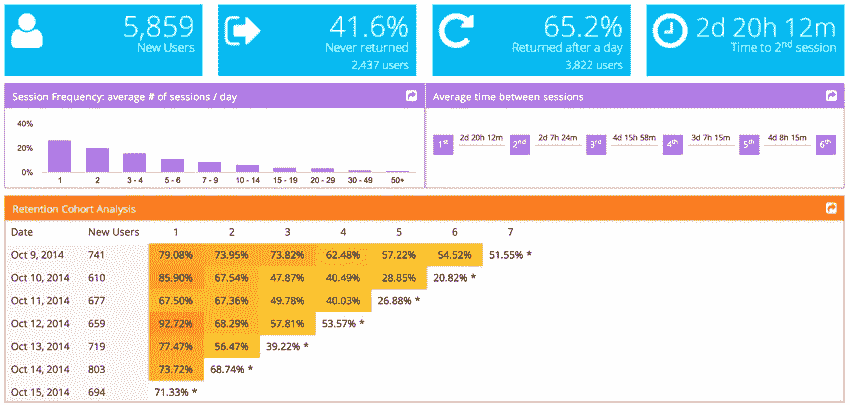 5,859
New Users
41.6%
Never returned
2,437 users
65.2%
Returned after a day
3,822 users
2d 20h 12m
Time to 2nd session
Session Frequency: average # of sessions / day
40%
20%
0%
1 2 3 - 4 5 - 6 7 - 9 10 - 14 15 - 19 20 - 29 30 - 49 50+
Average time between sessions
1st 2d 20h 12m 2nd 2d 7h 24m 3rd 4d 15h 58m 4th 3d 7h 15m 5th 4d 8h 15m 6th
Retention Cohort Analysis
Date New Users 1 2 3 4 5 6 7
Oct 9, 2014 741 79.08% 73.95% 73.82% 62.48% 57.22% 54.52% 51.55% *
Oct 10, 2014 610 85.90% 67.54% 47.87% 40.49% 28.85% 20.82% *
Oct 11, 2014 677 67.50% 67.36% 49.78% 40.03% 26.88% *
Oct 12, 2014 659 92.72% 68.29% 57.81% 53.57% *
Oct 13, 2014 719 77.47% 56.47% 39.22% *
Oct 14, 2014 803 73.72% 68.74% *
Oct 15, 2014 694 71.33% *